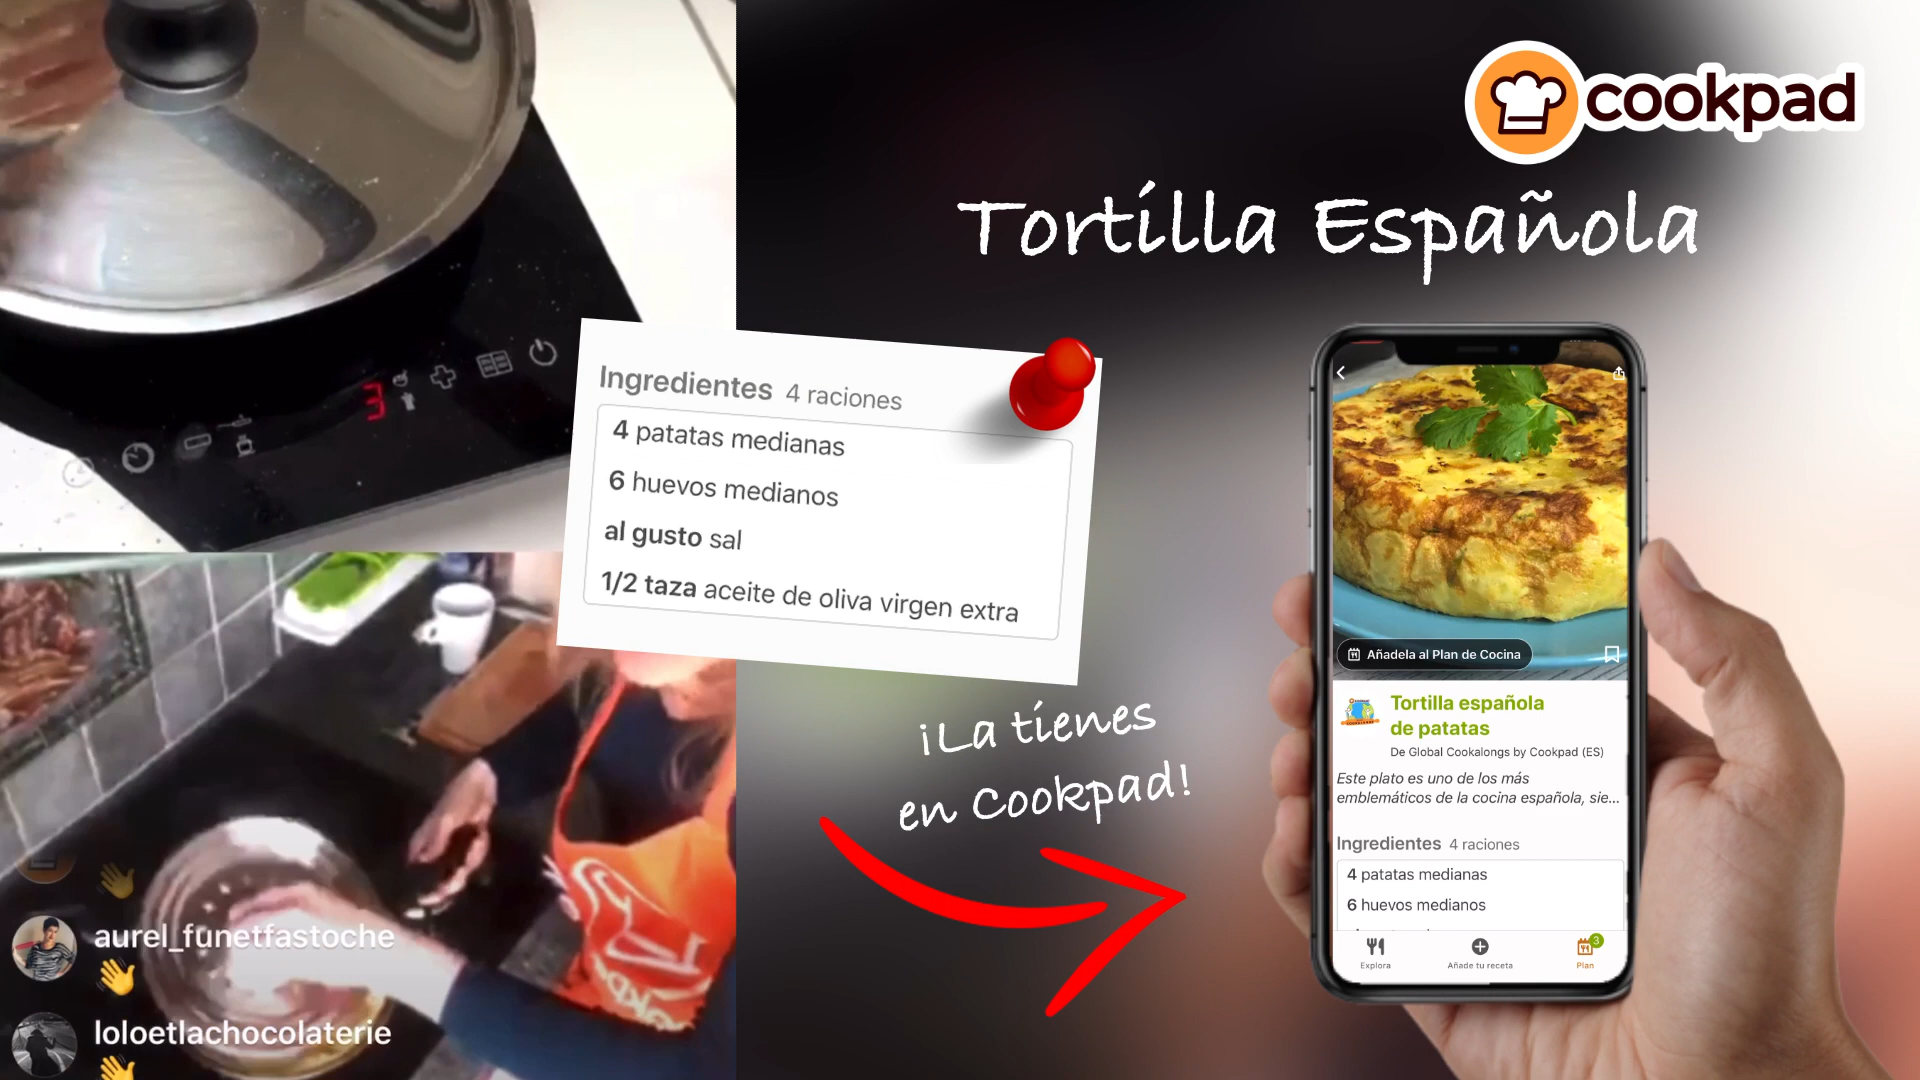 cookpad
Tortilla Española
Ingredientes 4 raciones
4 patatas medianas
6 huevos medianos
al gusto sal
1/2 taza aceite de oliva virgen extra
¡La tienes
en Cookpad!
3
aurel_funetfastoche
loloetlachocolaterie
Añadela al Plan de Cocina
Tortilla española
de patatas
De Global Cookalongs by Cookpad (ES)
Este plato es uno de los más
emblemáticos de la cocina española, sie...
Ingredientes 4 raciones
4 patatas medianas
6 huevos medianos
3
Explora
Añade tu receta
Plan